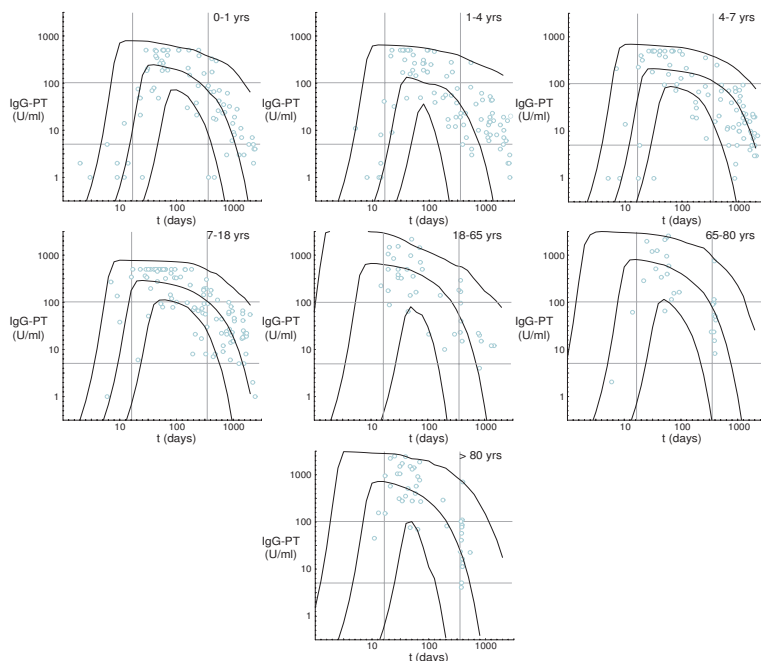 0-1 yrs
1000
100
IgG-PT
(U/ml)
10
1
10 100 1000
t (days)
1-4 yrs
1000
100
IgG-PT
(U/ml)
10
1
10 100 1000
t (days)
4-7 yrs
1000
100
IgG-PT
(U/ml)
10
1
10 100 1000
t (days)
7-18 yrs
1000
100
IgG-PT
(U/ml)
10
1
10 100 1000
t (days)
18-65 yrs
1000
100
IgG-PT
(U/ml)
10
1
10 100 1000
t (days)
65-80 yrs
1000
100
IgG-PT
(U/ml)
10
1
10 100 1000
t (days)
> 80 yrs
1000
100
IgG-PT
(U/ml)
10
1
10 100 1000
t (days)